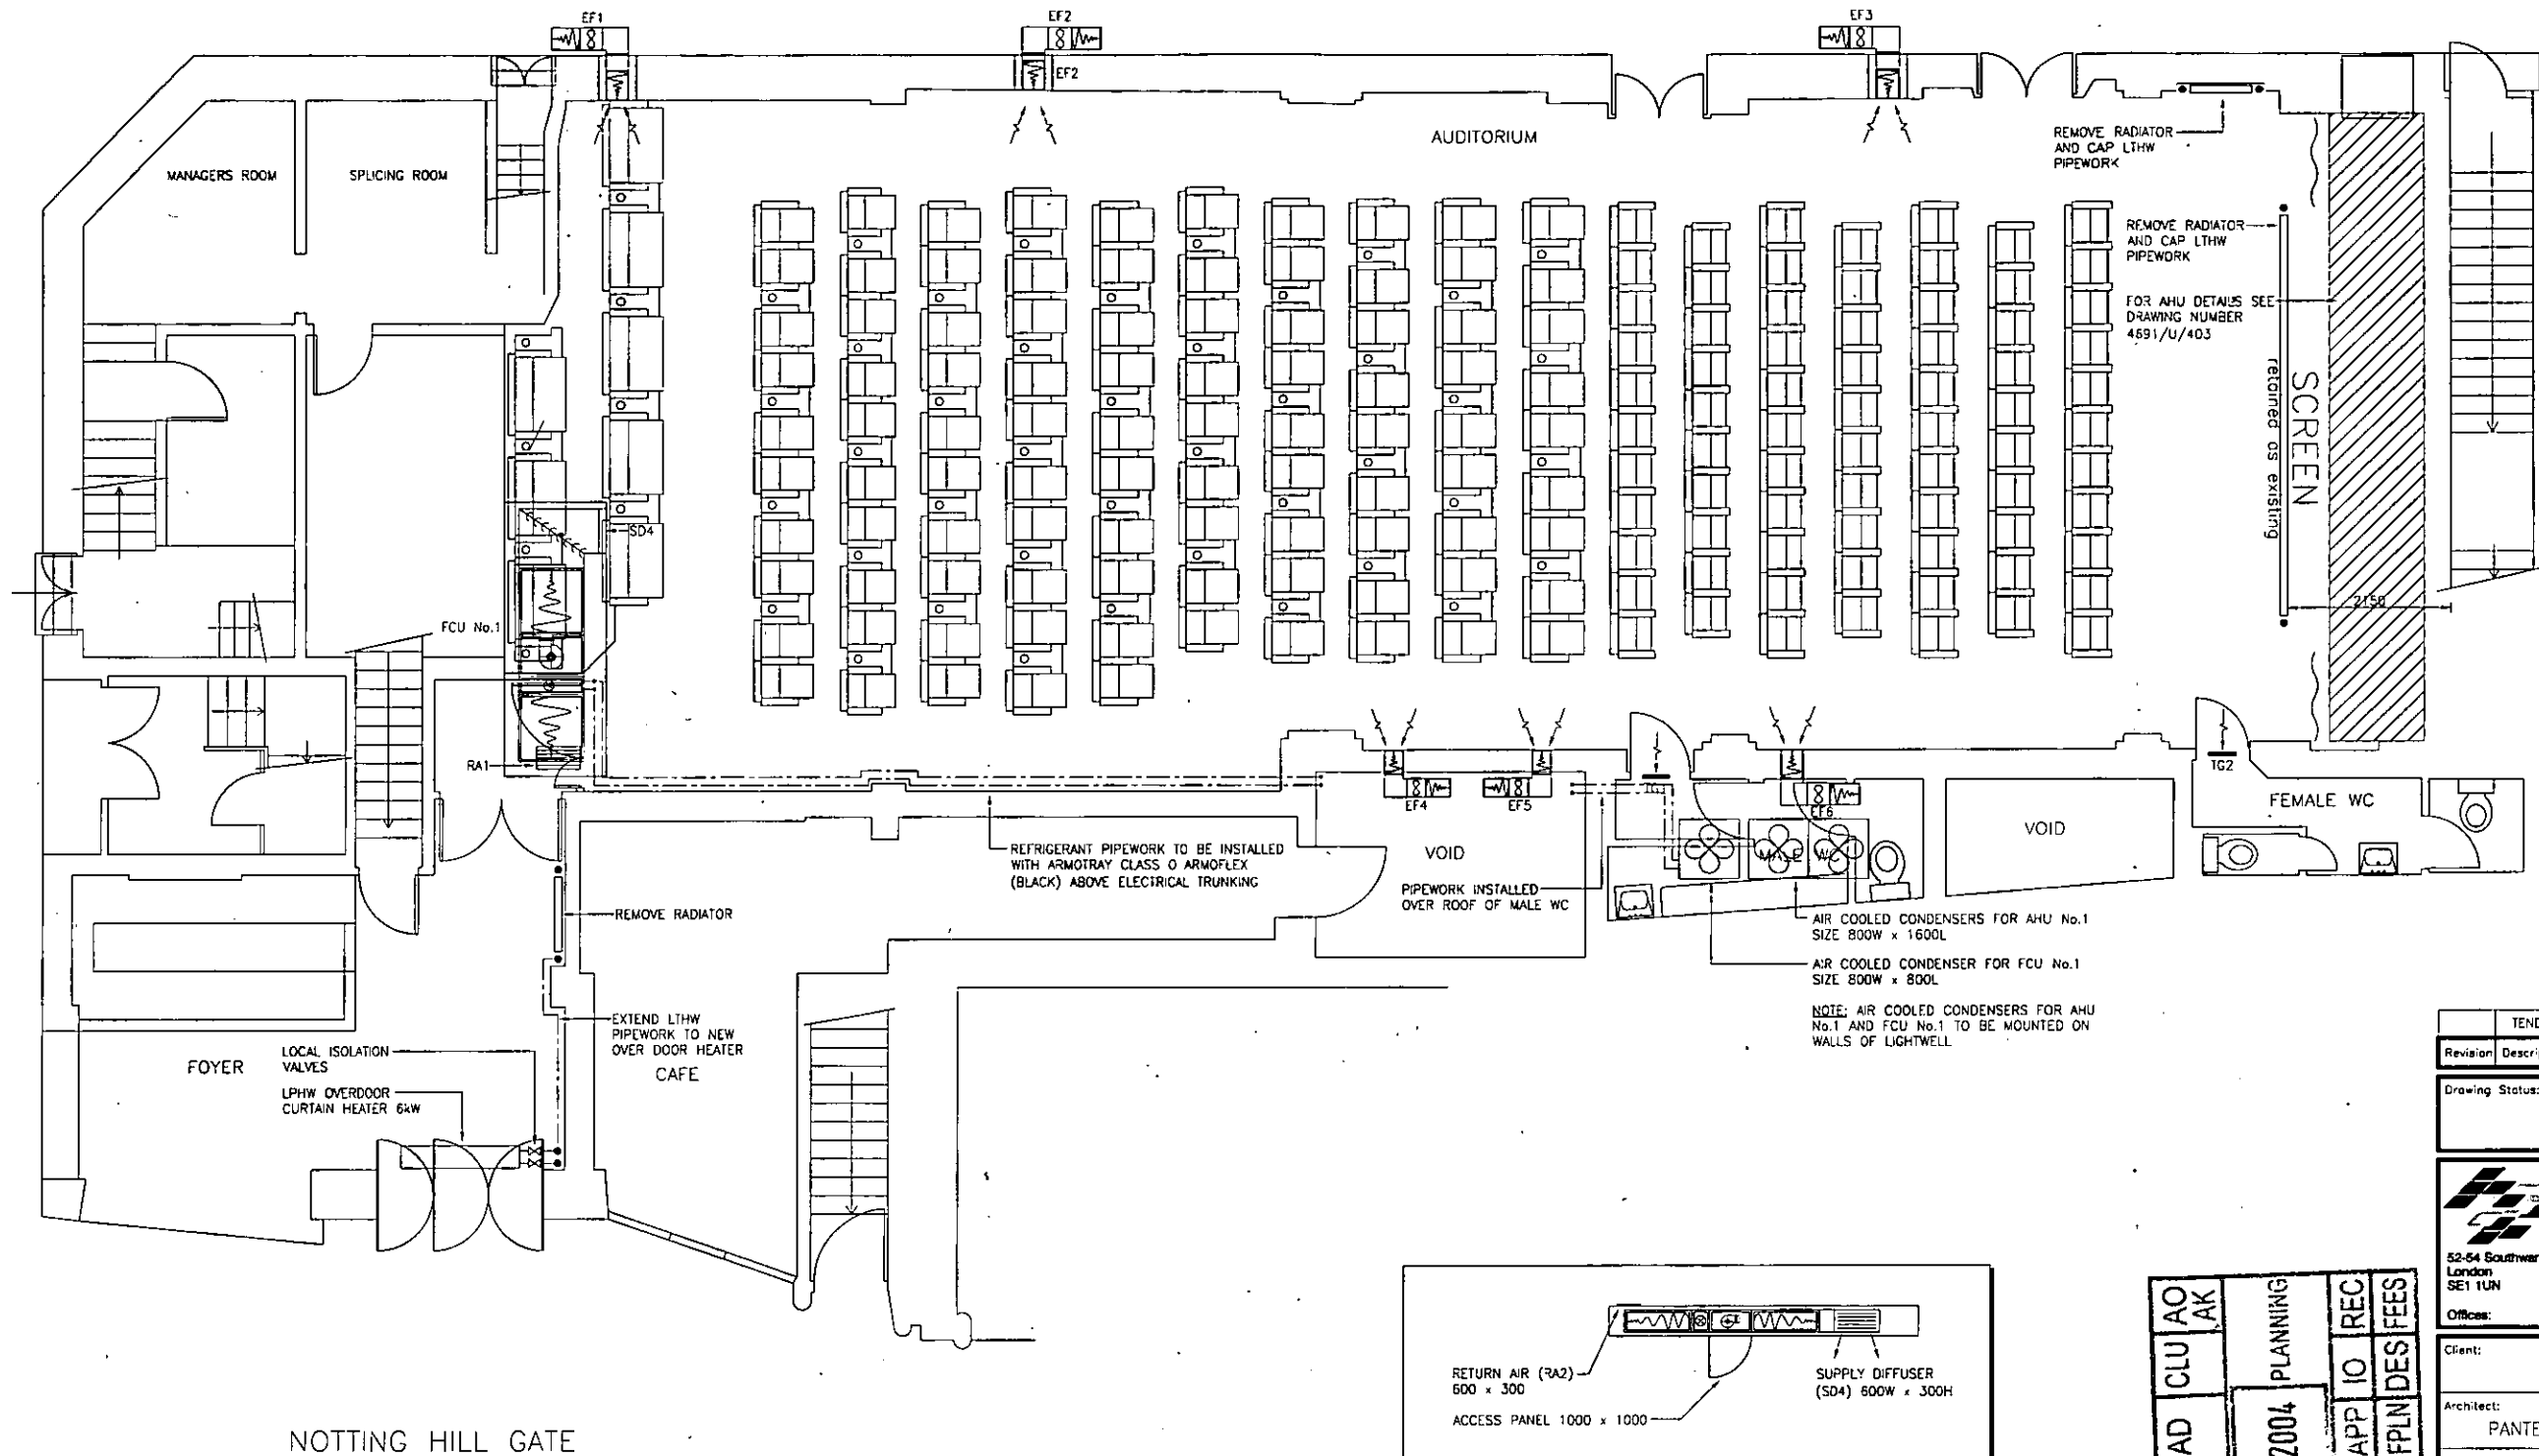 EF1
EF2
EF3
EF2
AUDITORIUM
REMOVE RADIATOR
AND CAP LTHW
PIPEWORK
MANAGERS ROOM
SPLICING ROOM
REMOVE RADIATOR
AND CAP LTHW
PIPEWORK
FOR AHU DETAILS SEE
DRAWING NUMBER
4691/U/403
SCREEN
retained as existing
SD4
2150
FCU No.1
RA1
TG2
EF4
EF5
EF6
FEMALE WC
VOID
MALE WC
VOID
REFRIGERANT PIPEWORK TO BE INSTALLED
WITH ARMOTRAY CLASS O ARMOFLEX
(BLACK) ABOVE ELECTRICAL TRUNKING
PIPEWORK INSTALLED
OVER ROOF OF MALE WC
REMOVE RADIATOR
AIR COOLED CONDENSERS FOR AHU No.1
SIZE 800W x 1600L
AIR COOLED CONDENSER FOR FCU No.1
SIZE 800W x 800L
NOTE: AIR COOLED CONDENSERS FOR AHU
No.1 AND FCU No.1 TO BE MOUNTED ON
WALLS OF LIGHTWELL
EXTEND LTHW
PIPEWORK TO NEW
OVER DOOR HEATER
CAFE
FOYER
LOCAL ISOLATION
VALVES
LPHW OVERDOOR
CURTAIN HEATER 6kW
TEND
Revision Descri
Drawing Status:
52-54 Southwar
London
SE1 1UN
Offices:
Client:
Architect:
PANTE
RETURN AIR (RA2)
600 x 300
ACCESS PANEL 1000 x 1000
SUPPLY DIFFUSER
(SD4) 600W x 300H
AD CLU AO
AK
2004 PLANNING
APP IO REC
FPLN DES FEES
NOTTING HILL GATE